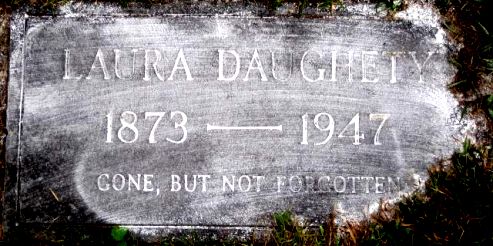 LAURA DAUGHETY
1873 — 1947
GONE, BUT NOT FORGOTTEN